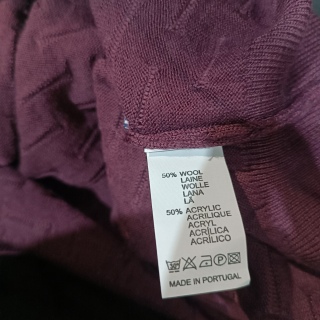 50% WOOL
LAINE
WOLLE
LANA
LÃ
50% ACRYLIC
ACRILIQUE
ACRYL
ACRÍLICA
ACRÍLICO
MADE IN PORTUGAL